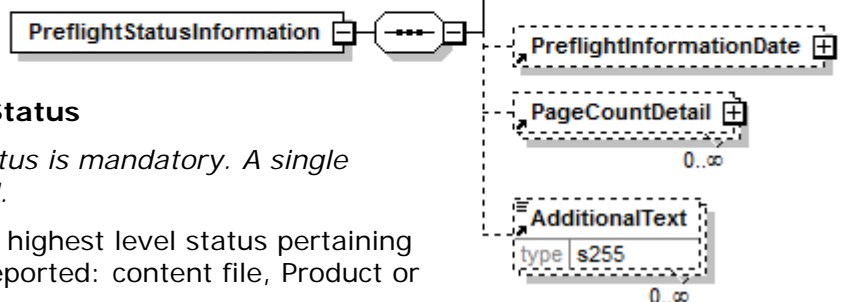 PreflightStatusInformation
PreflightInformationDate
Status
PageCountDetail
0..∞
tus is mandatory. A single
AdditionalText
type s255
0..∞
highest level status pertaining
eported: content file, Product or